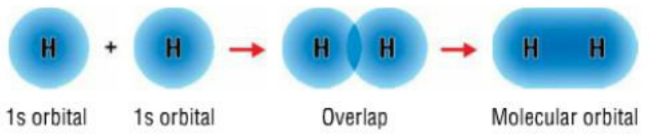 H + H H H H H
1s orbital 1s orbital Overlap Molecular orbital